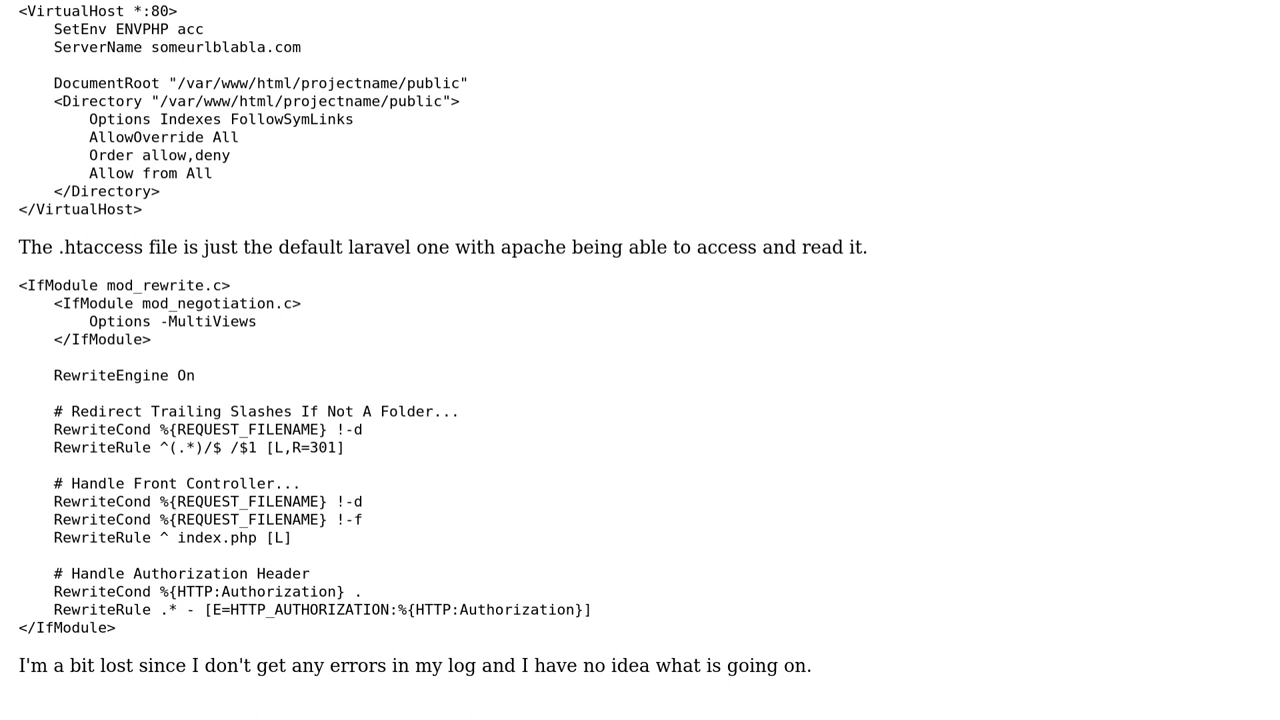 <VirtualHost *:80>
    SetEnv ENVPHP acc
    ServerName someurlblabla.com

    DocumentRoot "/var/www/html/projectname/public"
    <Directory "/var/www/html/projectname/public">
        Options Indexes FollowSymLinks
        AllowOverride All
        Order allow,deny
        Allow from All
    </Directory>
</VirtualHost>
The .htaccess file is just the default laravel one with apache being able to access and read it.
<IfModule mod_rewrite.c>
    <IfModule mod_negotiation.c>
        Options -MultiViews
    </IfModule>

    RewriteEngine On

    # Redirect Trailing Slashes If Not A Folder...
    RewriteCond %{REQUEST_FILENAME} !-d
    RewriteRule ^(.*)/$ /$1 [L,R=301]

    # Handle Front Controller...
    RewriteCond %{REQUEST_FILENAME} !-d
    RewriteCond %{REQUEST_FILENAME} !-f
    RewriteRule ^ index.php [L]

    # Handle Authorization Header
    RewriteCond %{HTTP:Authorization} .
    RewriteRule .* - [E=HTTP_AUTHORIZATION:%{HTTP:Authorization}]
</IfModule>
I'm a bit lost since I don't get any errors in my log and I have no idea what is going on.